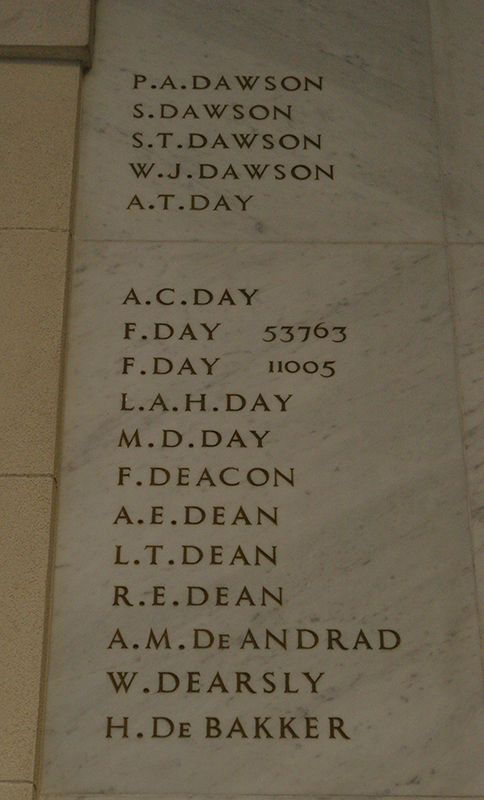 P.A.DAWSON
S.DAWSON
S.T.DAWSON
W.J.DAWSON
A.T.DAY
A.C.DAY
F.DAY 53763
F.DAY 11005
L.A.H.DAY
M.D.DAY
F.DEACON
A.E.DEAN
L.T.DEAN
R.E.DEAN
A.M.De ANDRAD
W.DEARSLY
H.De BAKKER